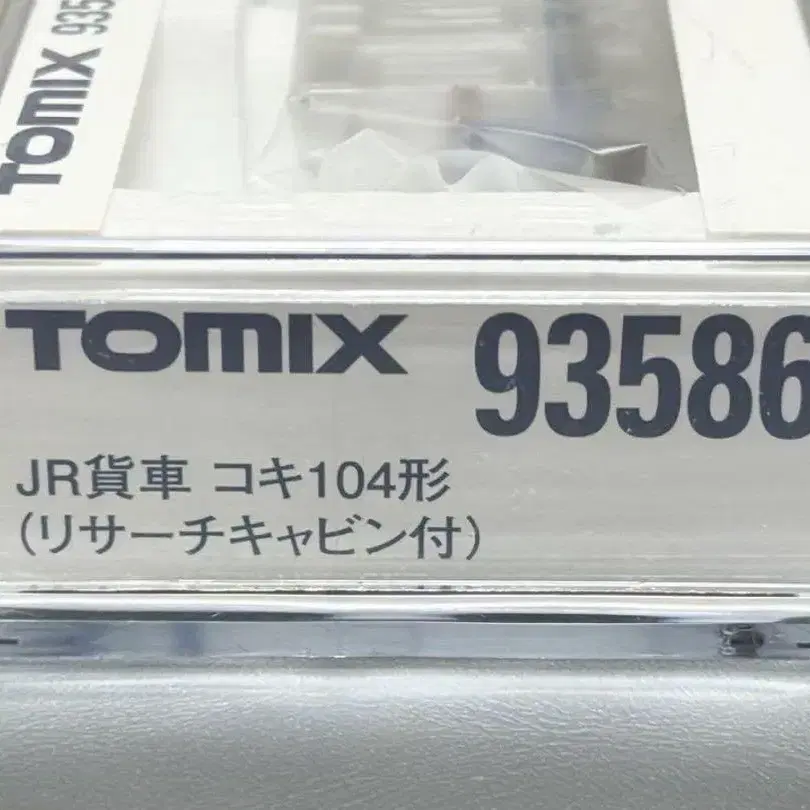 TOMIX 935
TOMIX 93586
JR貨車 コキ104形
(リサーチキャビン付)